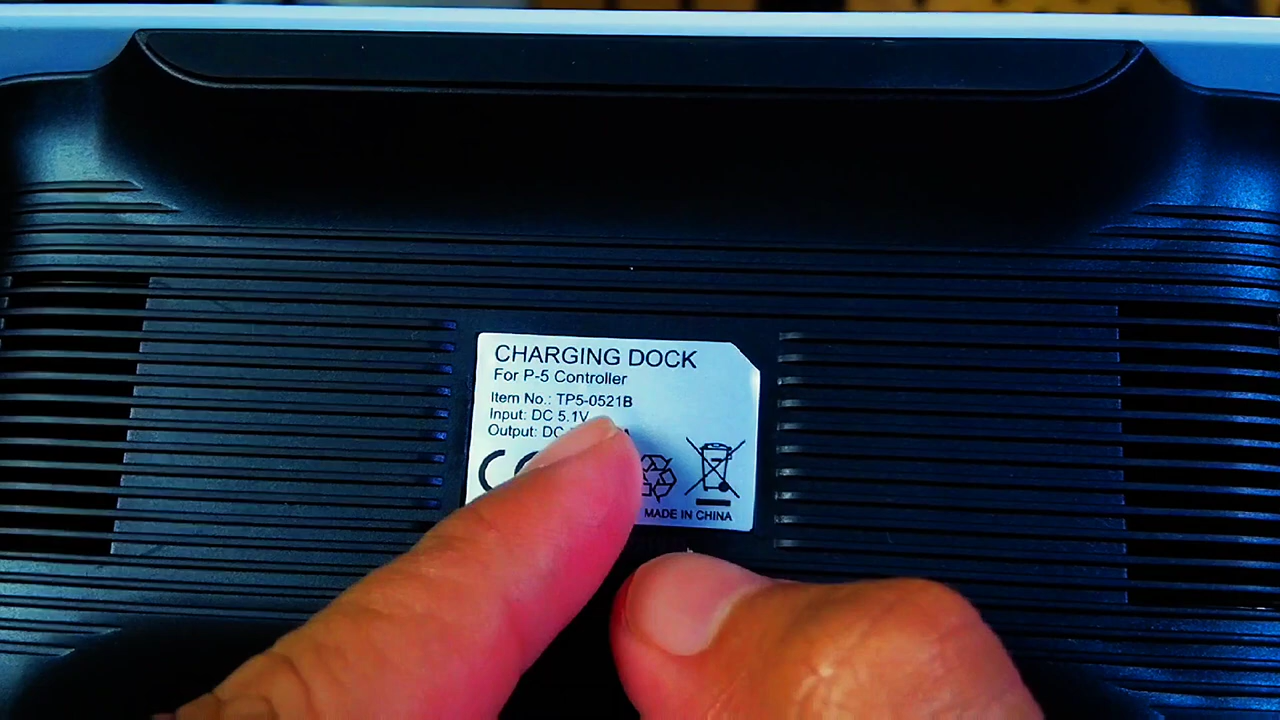 CHARGING DOCK
For P-5 Controller
Item No.: TP5-0521B
Input: DC 5.1V
Output: DC
MADE IN CHINA